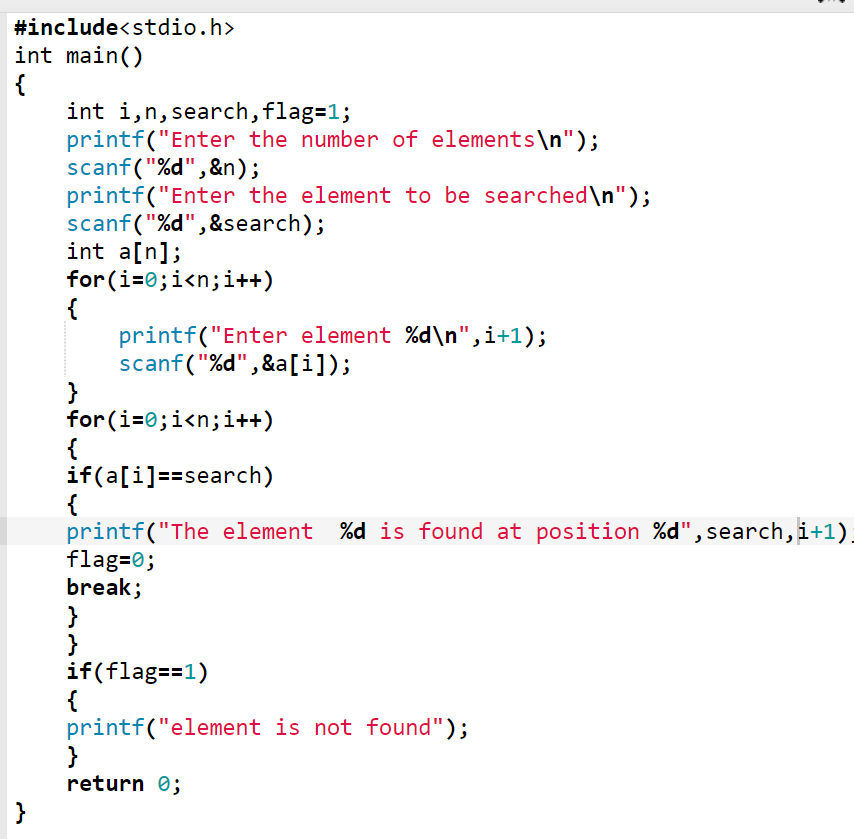 #include<stdio.h>
int main()
{
    int i,n,search,flag=1;
    printf("Enter the number of elements\n");
    scanf("%d",&n);
    printf("Enter the element to be searched\n");
    scanf("%d",&search);
    int a[n];
    for(i=0;i<n;i++)
    {
        printf("Enter element %d\n",i+1);
        scanf("%d",&a[i]);
    }
    for(i=0;i<n;i++)
    {
    if(a[i]==search)
    {
    printf("The element  %d is found at position %d",search,i+1);
    flag=0;
    break;
    }
    }
    if(flag==1)
    {
    printf("element is not found");
    }
    return 0;
}